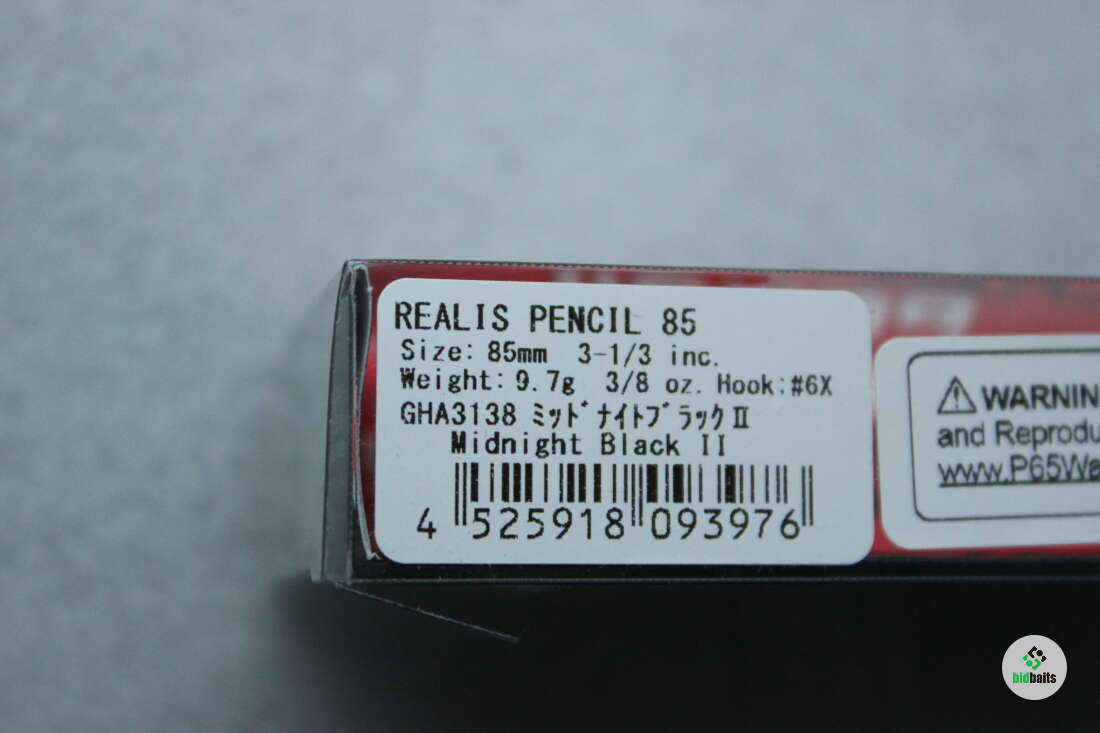 REALIS PENCIL 85
Size: 85mm 3-1/3 inc.
Weight: 9.7g 3/8 oz. Hook:#6X
GHA3138 ミッドナイトブラックⅡ
Midnight Black II
4 525918 093976
WARNIN
and Reprodu
www.P65Wa
bidbaits